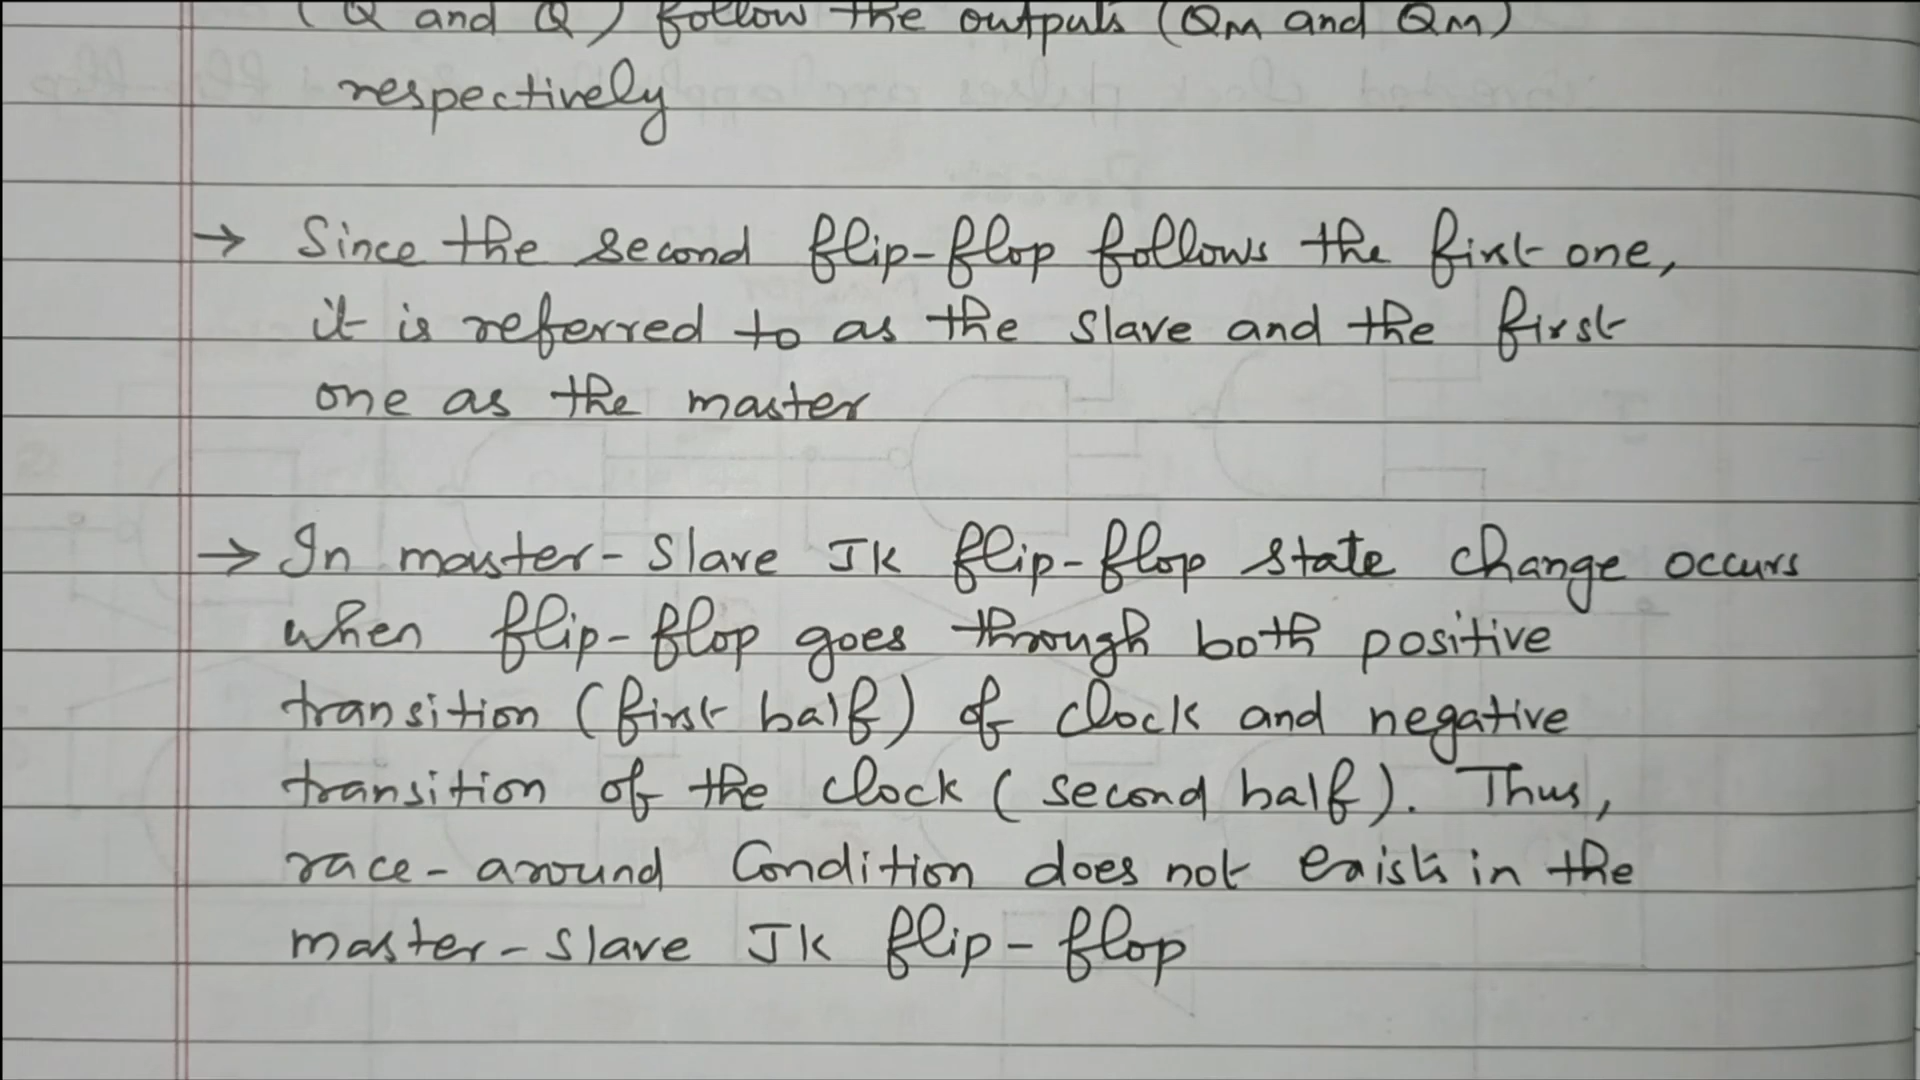 (Q and Q) follow the outputs (QM and QM)
respectively
→ Since the second flip-flop follows the first one,
it is referred to as the slave and the first
one as the master
→ In master-slave JK flip-flop state change occurs
when flip-flop goes through both positive
transition (first half) of clock and negative
transition of the clock (second half). Thus,
race-around Condition does not exists in the
master-slave JK flip-flop